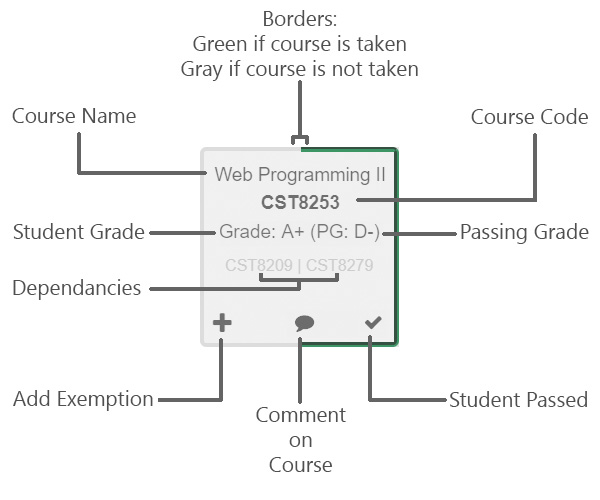 Borders:
Green if course is taken
Gray if course is not taken
Course Name
Course Code
Web Programming II
CST8253
Student Grade
Grade: A+ (PG: D-)
Passing Grade
CST8209 | CST8279
Dependancies
Add Exemption
Student Passed
Comment
on
Course